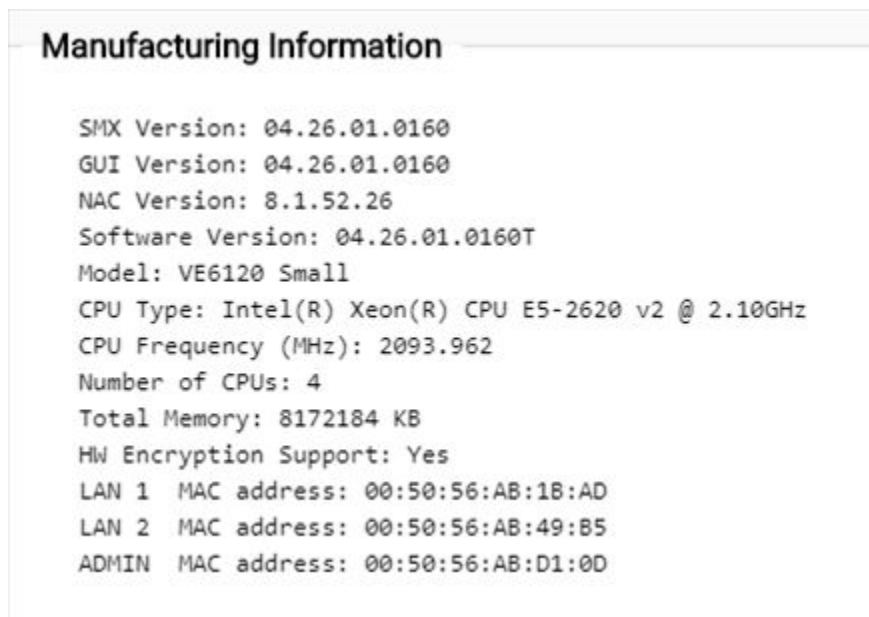 Manufacturing Information
SMX Version: 04.26.01.0160
GUI Version: 04.26.01.0160
NAC Version: 8.1.52.26
Software Version: 04.26.01.0160T
Model: VE6120 Small
CPU Type: Intel(R) Xeon(R) CPU E5-2620 v2 @ 2.10GHz
CPU Frequency (MHz): 2093.962
Number of CPUs: 4
Total Memory: 8172184 KB
HW Encryption Support: Yes
LAN 1  MAC address: 00:50:56:AB:1B:AD
LAN 2  MAC address: 00:50:56:AB:49:B5
ADMIN  MAC address: 00:50:56:AB:D1:0D